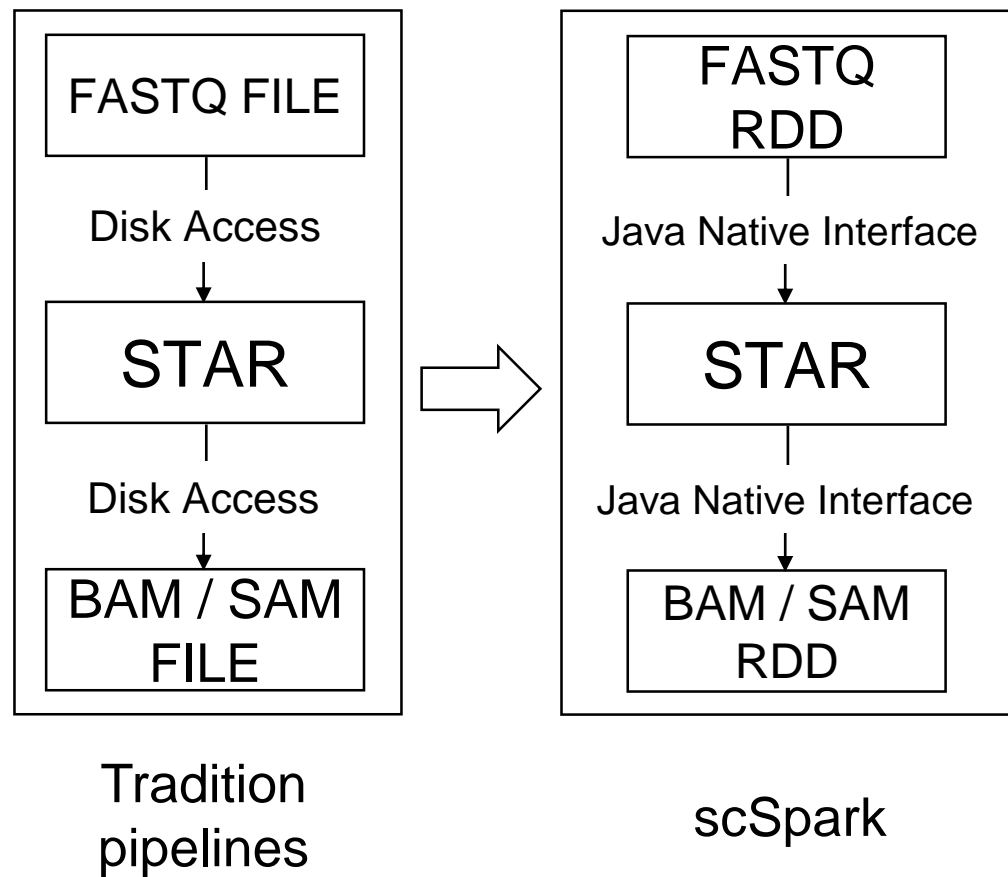 FASTQ FILE
Disk Access
STAR
Disk Access
BAM / SAM
FILE
Tradition
pipelines
FASTQ
RDD
Java Native Interface
STAR
Java Native Interface
BAM / SAM
RDD
scSpark